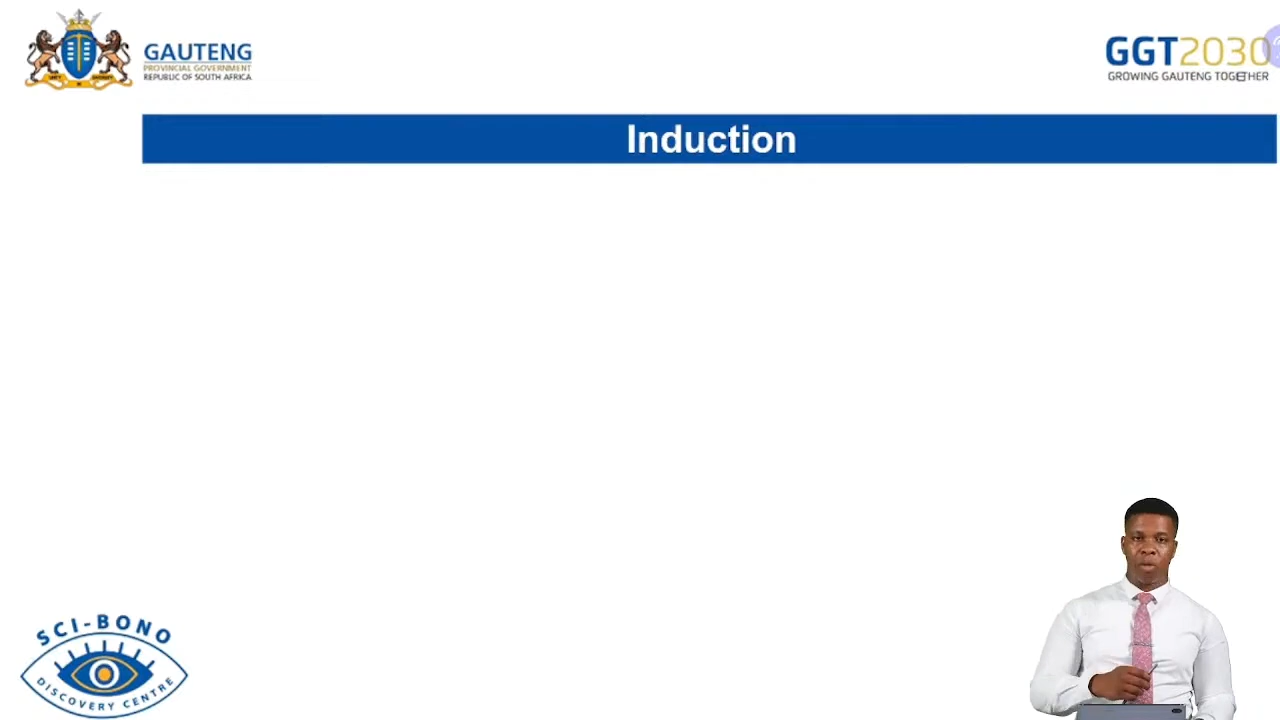 GAUTENG
PROVINCIAL GOVERNMENT
REPUBLIC OF SOUTH AFRICA
GGT2030
GROWING GAUTENG TOGETHER
Induction
SCI-BONO
DISCOVERY CENTRE